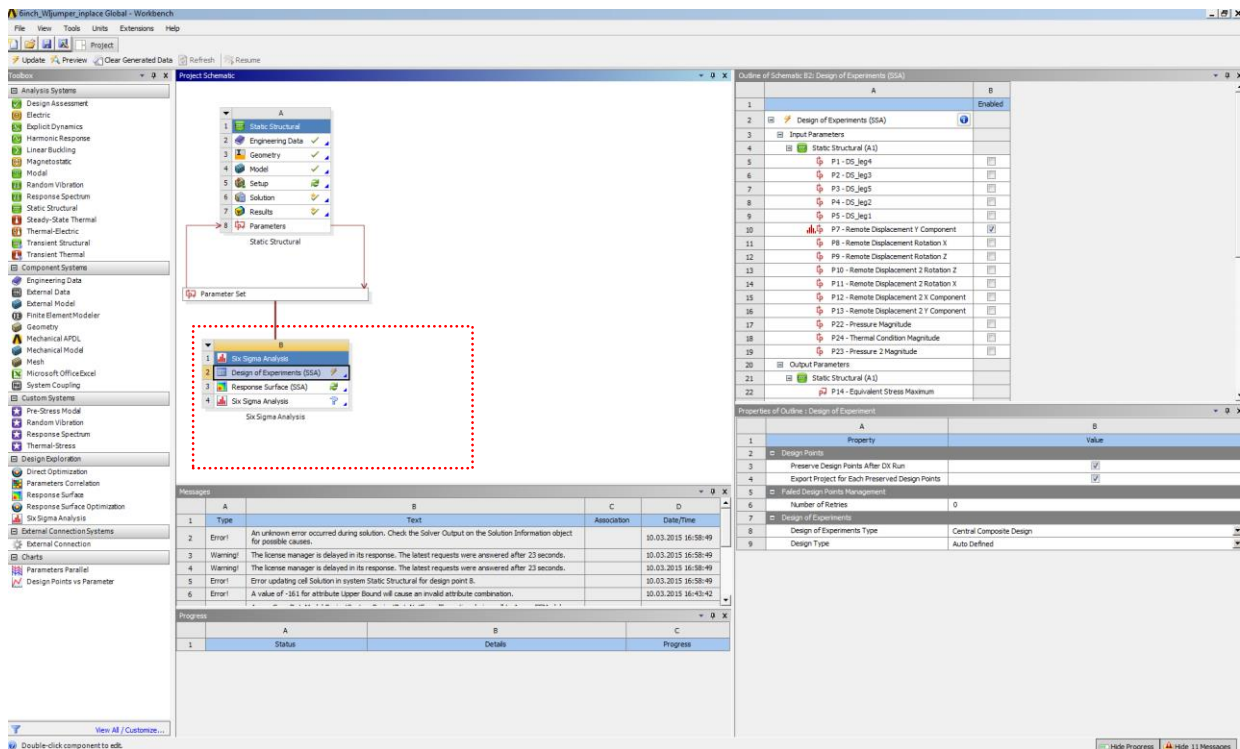 6inch_Wljumper_inplace Global - Workbench
File View Tools Units Extensions Help
Project
Update Preview Clear Generated Data Refresh Resume
Toolbox
Analysis Systems
Design Assessment
Electric
Explicit Dynamics
Harmonic Response
Linear Buckling
Magnetostatic
Modal
Random Vibration
Response Spectrum
Static Structural
Steady-State Thermal
Thermal-Electric
Transient Structural
Transient Thermal
Component Systems
Engineering Data
External Data
External Model
Finite Element Modeler
Geometry
Mechanical APDL
Mechanical Model
Mesh
Microsoft Office Excel
System Coupling
Custom Systems
Pre-Stress Modal
Random Vibration
Response Spectrum
Thermal-Stress
Design Exploration
Direct Optimization
Parameters Correlation
Response Surface
Response Surface Optimization
Six Sigma Analysis
External Connection Systems
External Connection
Charts
Parameters Parallel
Design Points vs Parameter
View All / Customize...
Project Schematic
A
1 Static Structural
2 Engineering Data
3 Geometry
4 Model
5 Setup
6 Solution
7 Results
8 Parameters
Static Structural
Parameter Set
B
1 Six Sigma Analysis
2 Design of Experiments (SSA)
3 Response Surface (SSA)
4 Six Sigma Analysis
Six Sigma Analysis
Messages
A B C D
1 Type Text Association Date/Time
2 Error! An unknown error occurred during solution. Check the Solver Output on the Solution Information object for possible causes. 10.03.2015 16:58:49
3 Warning! The license manager is delayed in its response. The latest requests were answered after 23 seconds. 10.03.2015 16:58:49
4 Warning! The license manager is delayed in its response. The latest requests were answered after 23 seconds. 10.03.2015 16:58:49
5 Error! Error updating cell Solution in system Static Structural for design point 8. 10.03.2015 16:58:49
6 Error! A value of -161 for attribute Upper Bound will cause an invalid attribute combination. 10.03.2015 16:43:42
Progress
A B C
1 Status Details Progress
Outline of Schematic B2: Design of Experiments (SSA)
A B
1 Enabled
2 Design of Experiments (SSA)
3 Input Parameters
4 Static Structural (A1)
5 P1 - DS_leg4
6 P2 - DS_leg3
7 P3 - DS_leg5
8 P4 - DS_leg2
9 P5 - DS_leg1
10 P7 - Remote Displacement Y Component
11 P8 - Remote Displacement Rotation X
12 P9 - Remote Displacement Rotation Z
13 P10 - Remote Displacement 2 Rotation Z
14 P11 - Remote Displacement 2 Rotation X
15 P12 - Remote Displacement 2 X Component
16 P13 - Remote Displacement 2 Y Component
17 P22 - Pressure Magnitude
18 P24 - Thermal Condition Magnitude
19 P23 - Pressure 2 Magnitude
20 Output Parameters
21 Static Structural (A1)
22 P14 - Equivalent Stress Maximum
Properties of Outline : Design of Experiment
A B
1 Property Value
2 Design Points
3 Preserve Design Points After DX Run
4 Export Project for Each Preserved Design Points
5 Failed Design Points Management
6 Number of Retries 0
7 Design of Experiments
8 Design of Experiments Type Central Composite Design
9 Design Type Auto Defined
Double-click component to edit.
Hide Progress Hide 11 Messages